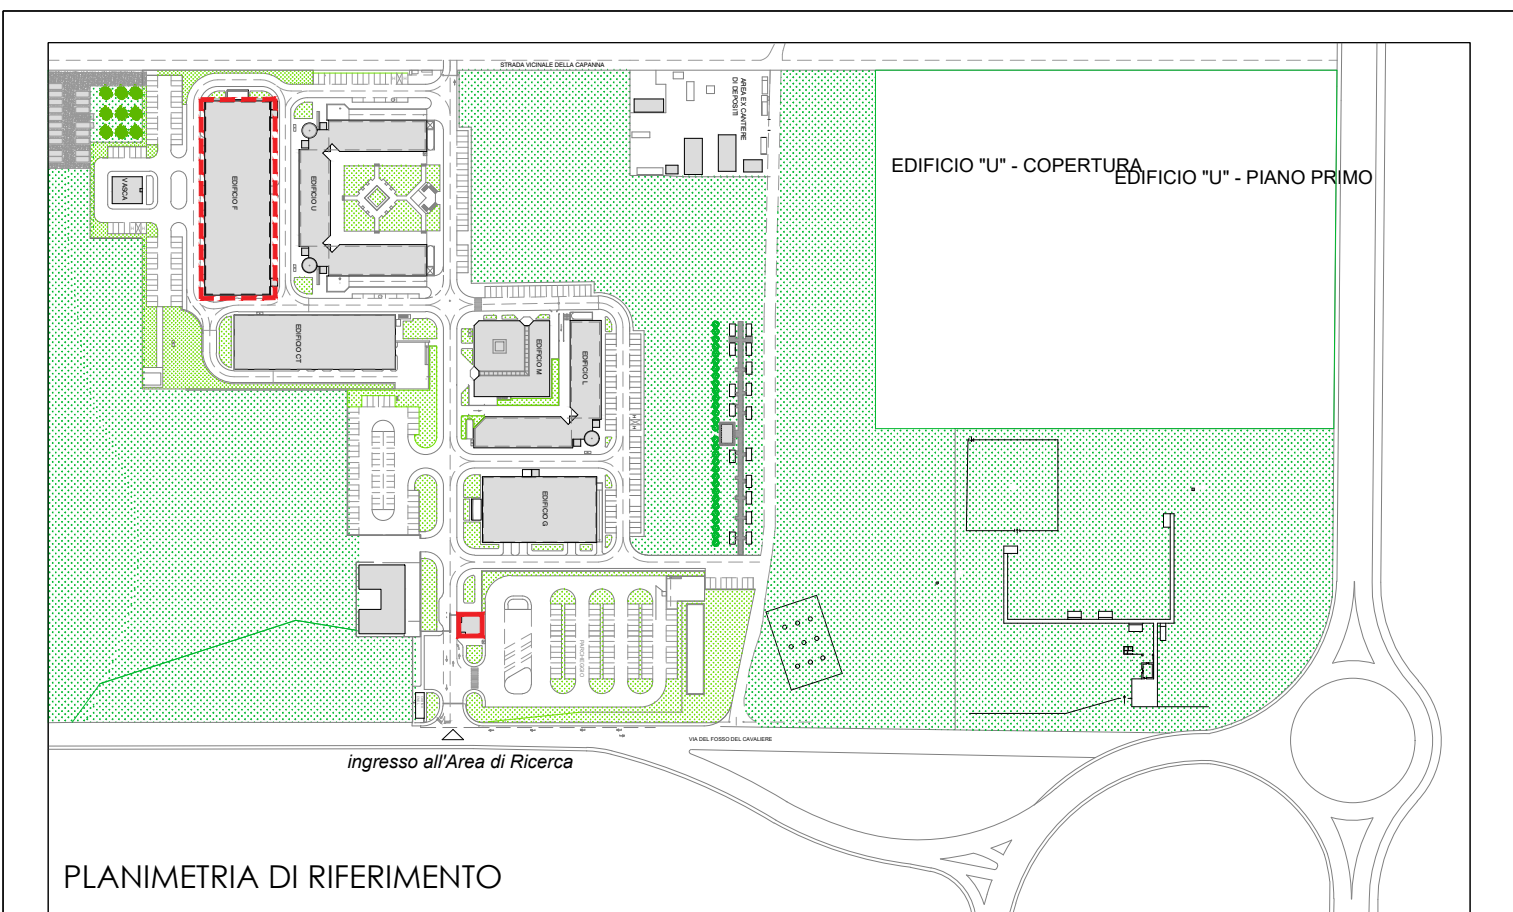 STRADA VICINALE DELLA CAPANNA
AREA EX CANTIERE
DI DEPOSITI
EDIFICIO "U" - COPERTURA
EDIFICIO "U" - PIANO PRIMO
VASCA
EDIFICIO F
EDIFICIO U
EDIFICIO CT
EDIFICIO M
EDIFICIO L
EDIFICIO G
PARCHEGGIO
VIA DEL FOSSO DEL CAVALIERE
ingresso all'Area di Ricerca
PLANIMETRIA DI RIFERIMENTO